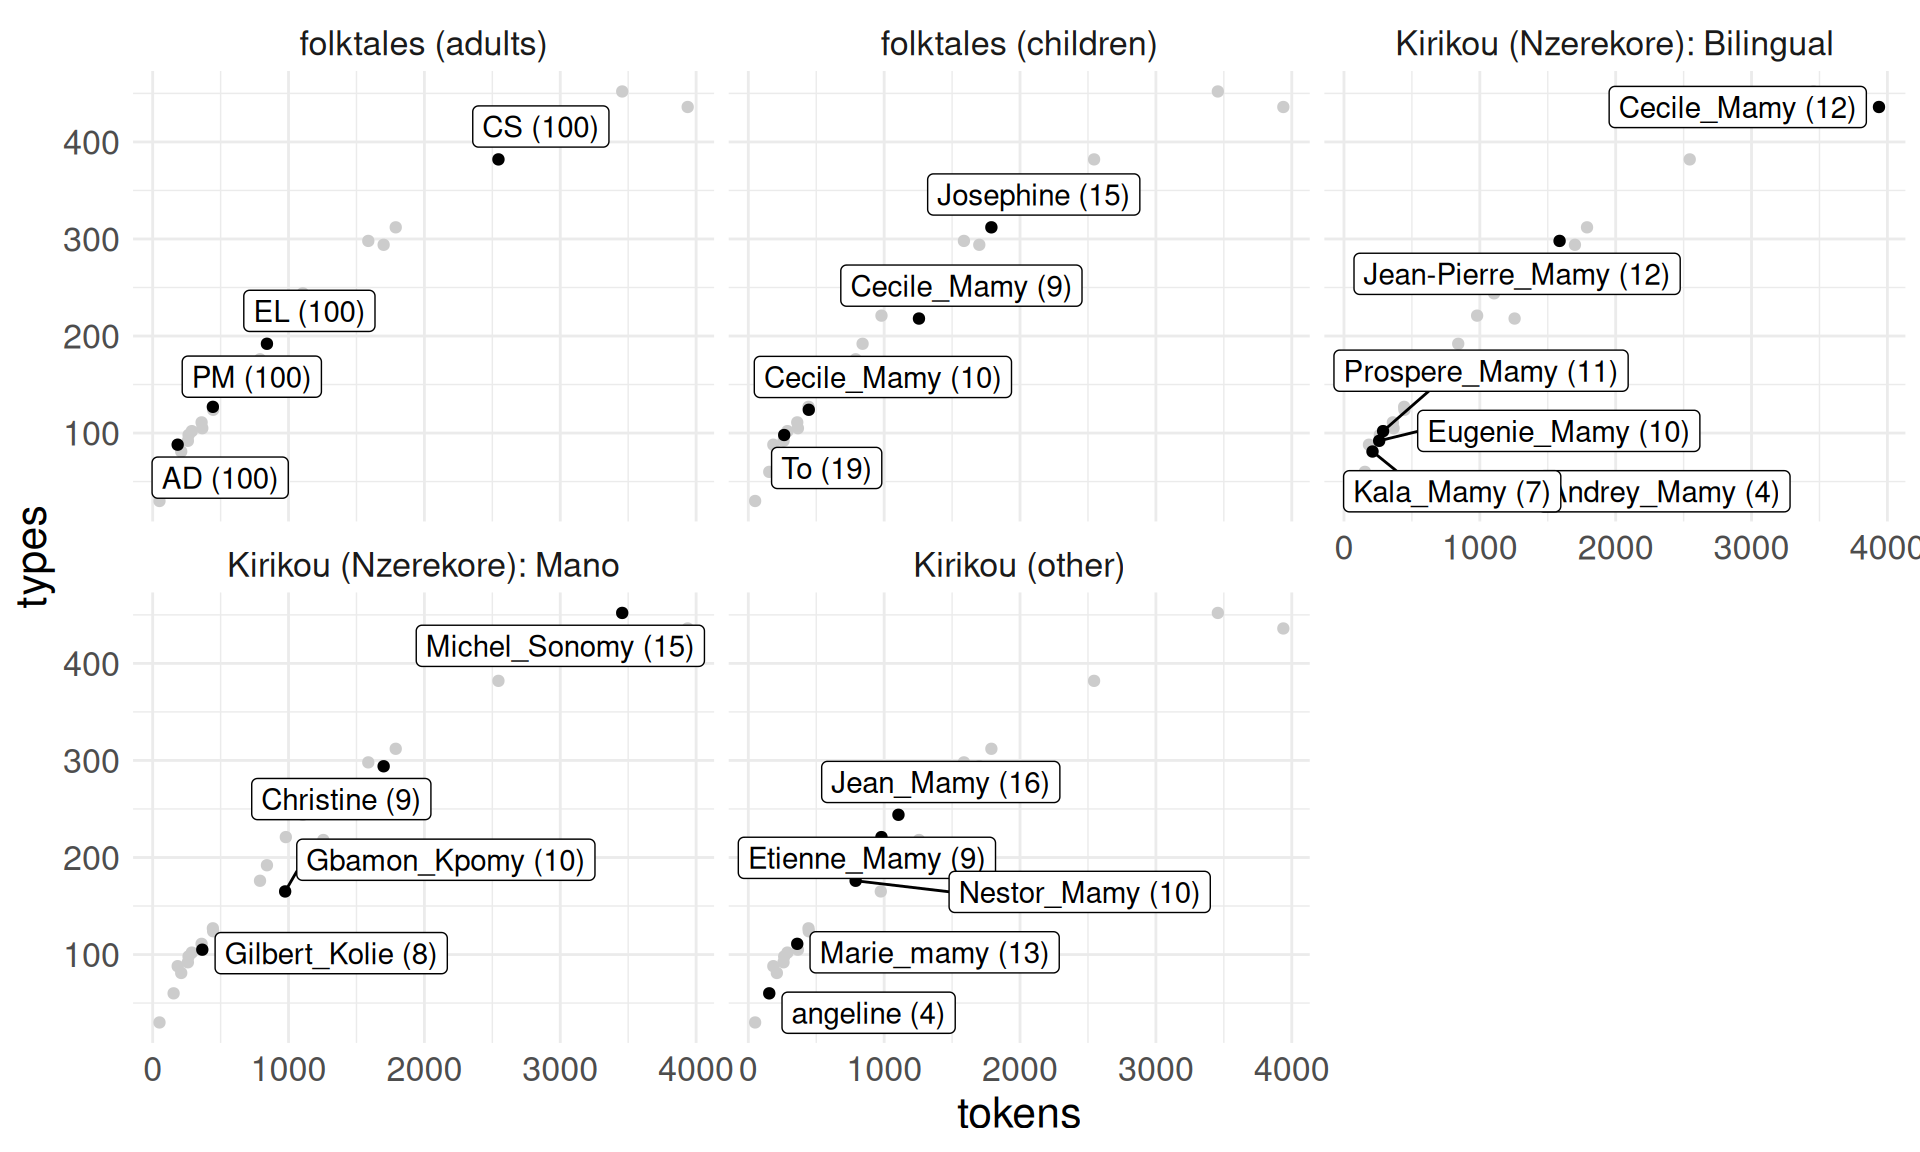 folktales (adults)
folktales (children)
Kirikou (Nzerekore): Bilingual
types
400
300
200
100
CS (100)
EL (100)
PM (100)
AD (100)
Josephine (15)
Cecile_Mamy (9)
Cecile_Mamy (10)
To (19)
Cecile_Mamy (12)
Jean-Pierre_Mamy (12)
Prospere_Mamy (11)
Eugenie_Mamy (10)
Kala_Mamy (7)
Andrey_Mamy (4)
0 1000 2000 3000 4000
Kirikou (Nzerekore): Mano
Kirikou (other)
400
300
200
100
Michel_Sonomy (15)
Christine (9)
Gbamon_Kpomy (10)
Gilbert_Kolie (8)
Jean_Mamy (16)
Etienne_Mamy (9)
Nestor_Mamy (10)
Marie_mamy (13)
angeline (4)
0 1000 2000 3000 4000
0 1000 2000 3000 4000
tokens